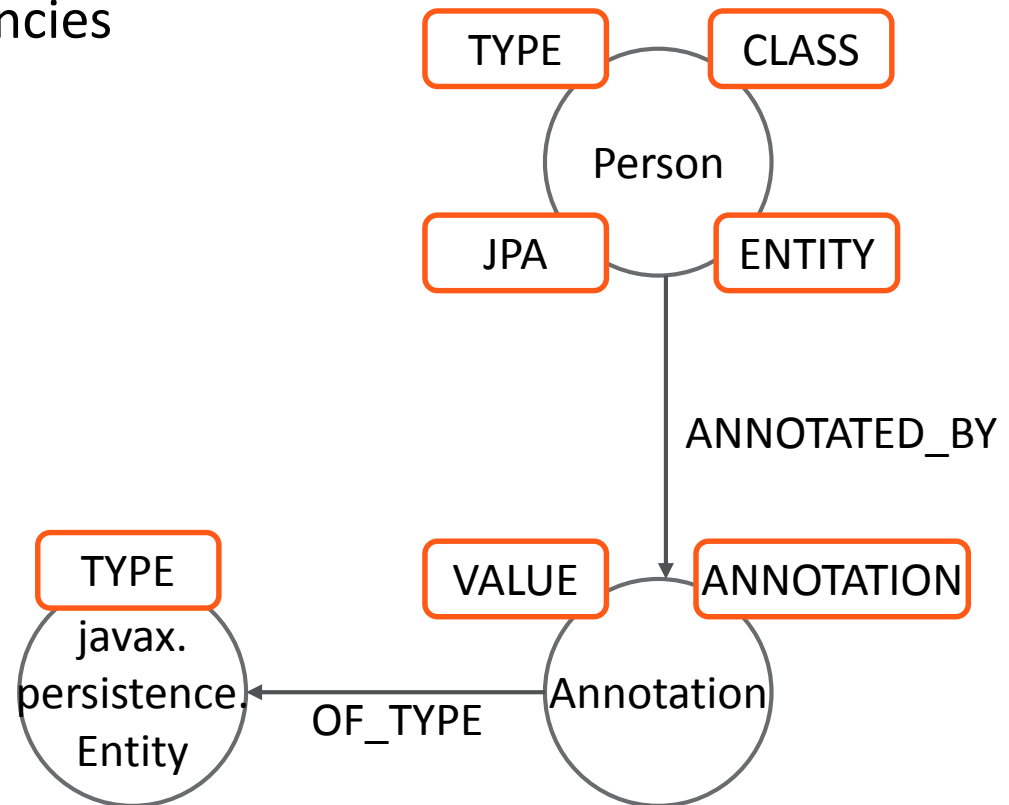 ncies
TYPE
CLASS
Person
JPA
ENTITY
ANNOTATED_BY
TYPE
javax.
persistence.
Entity
OF_TYPE
VALUE
ANNOTATION
Annotation